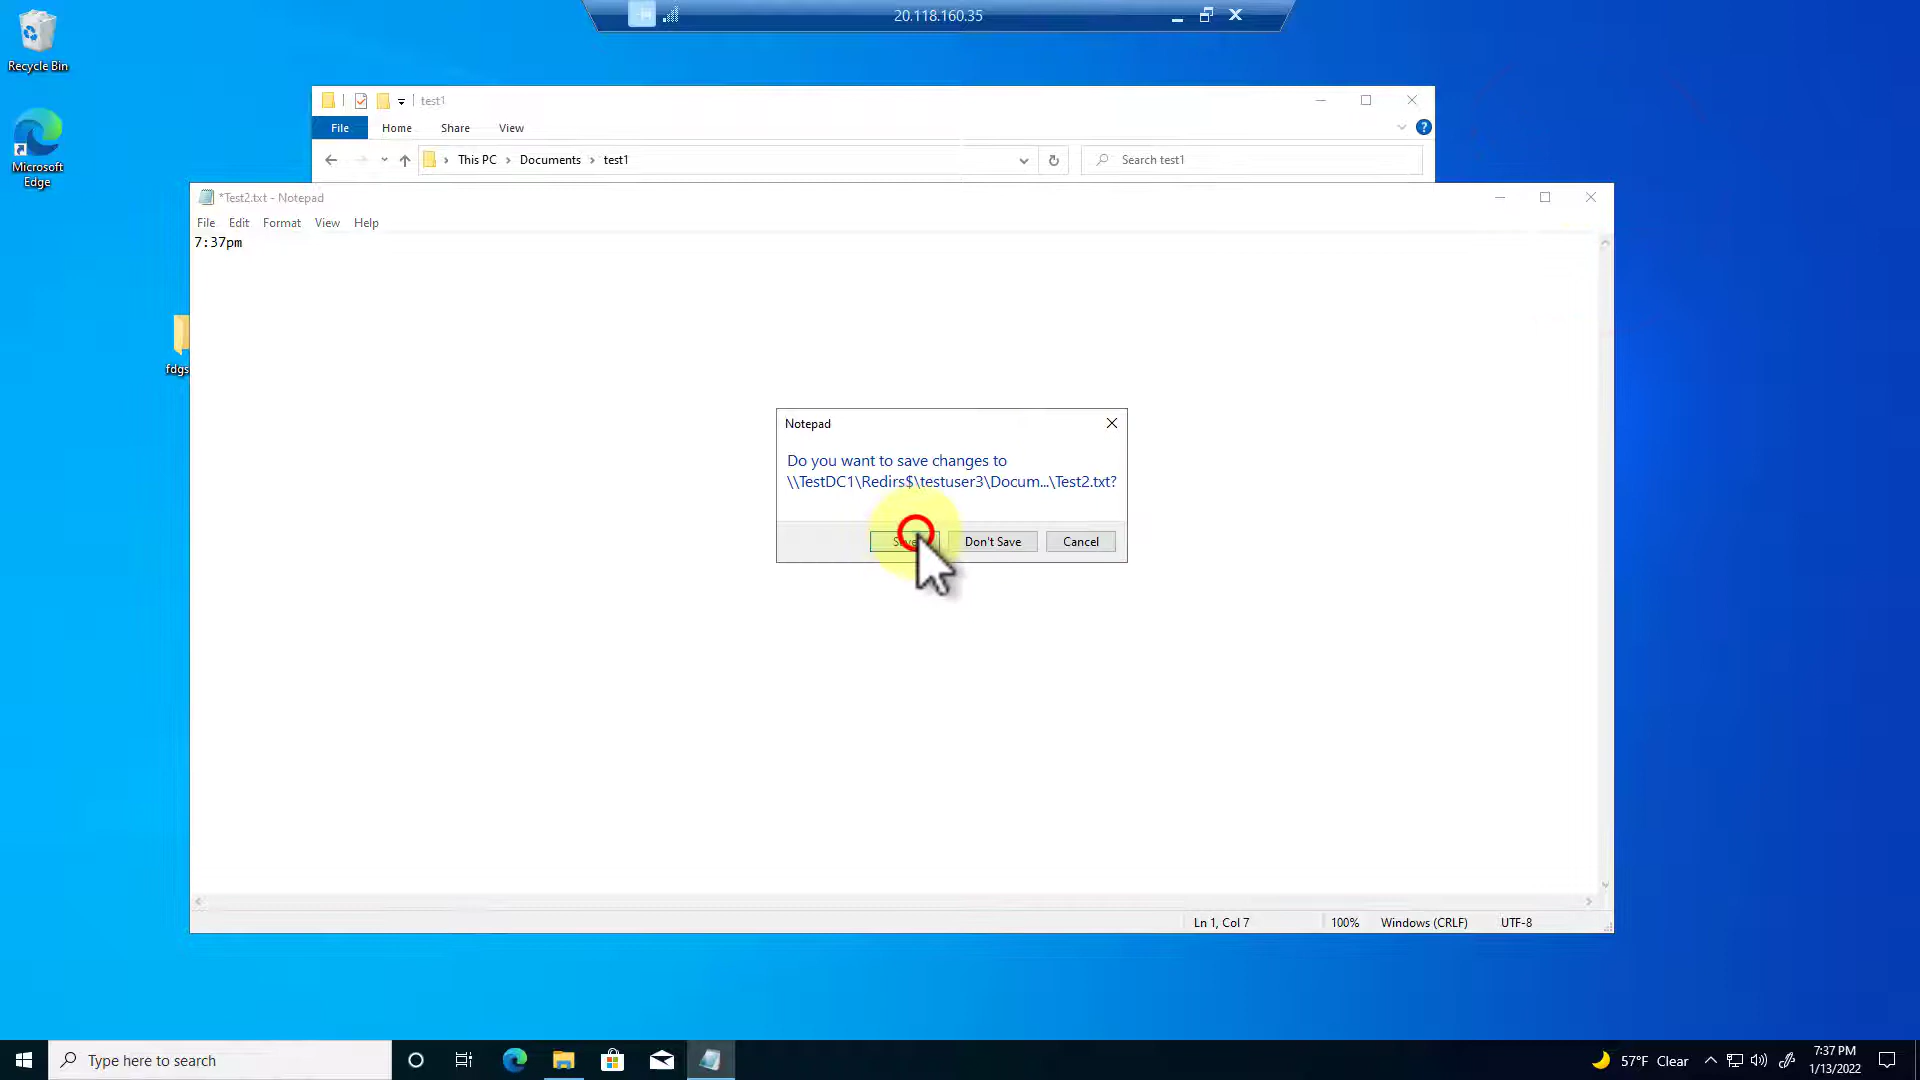 20.118.160.35
Recycle Bin
Microsoft
Edge
test1
File Home Share View
This PC Documents test1
Search test1
*Test2.txt - Notepad
File Edit Format View Help
7:37pm
fdgs
Notepad
Do you want to save changes to
\\TestDC1\Redirs$\testuser3\Docum...\Test2.txt?
Save Don't Save Cancel
Ln 1, Col 7 100% Windows (CRLF) UTF-8
Type here to search
57°F Clear
7:37 PM
1/13/2022